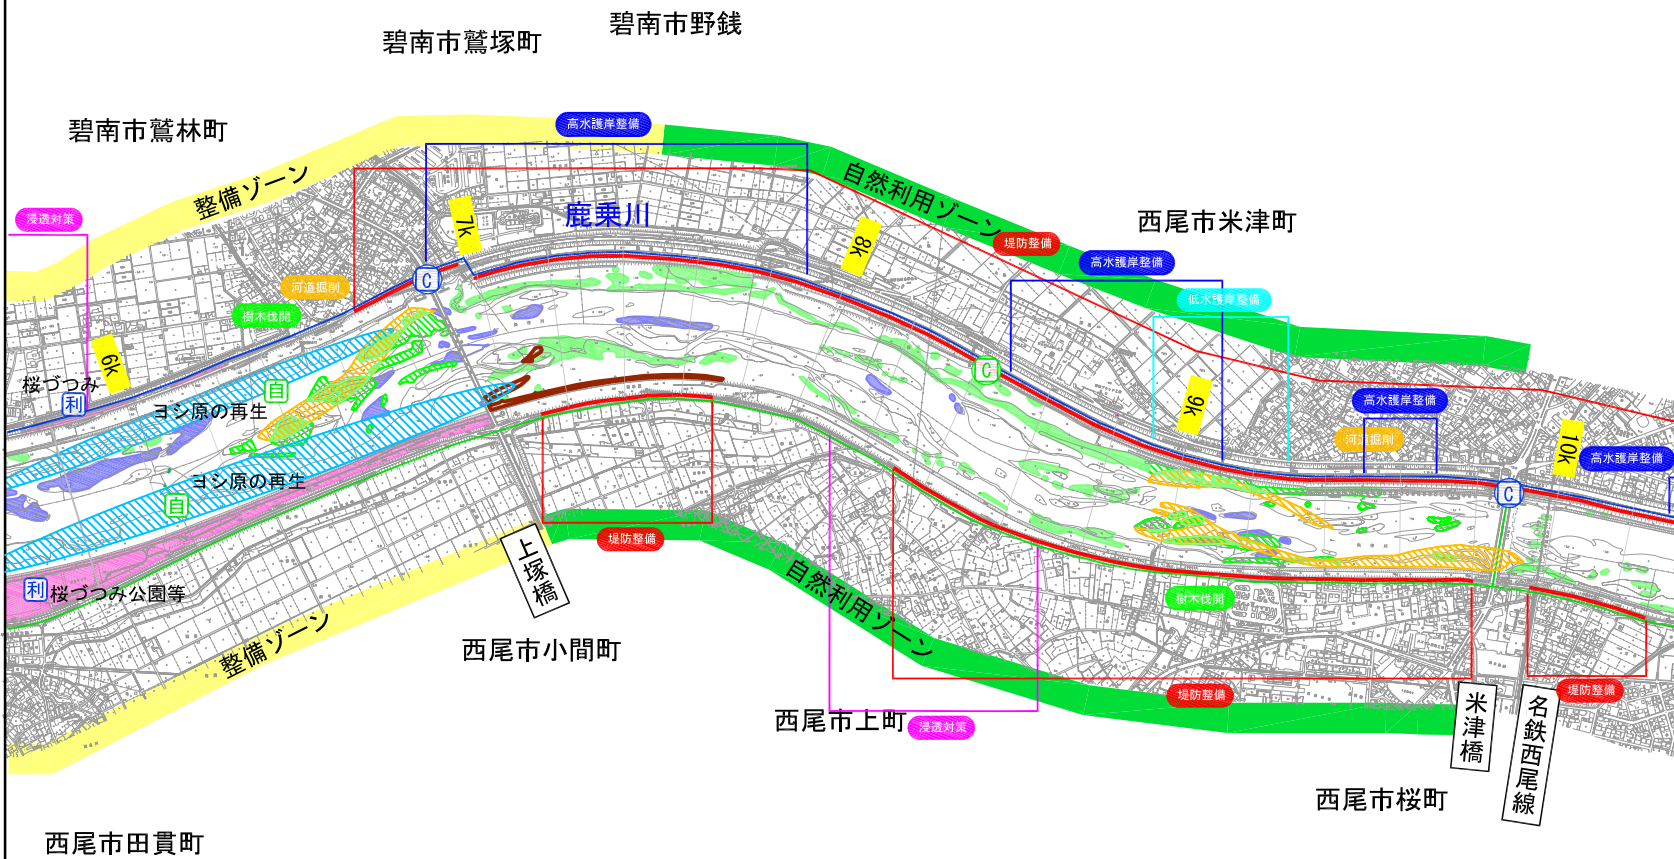 碧南市野銭
碧南市鷲塚町
碧南市鷲林町
高水護岸整備
整備ゾーン
自然利用ゾーン
浸透対策
鹿乗川
7k
8k
西尾市米津町
堤防整備
高水護岸整備
低水護岸整備
河道掘削
樹木伐開
C
6k
桜づつみ
利
自
ヨシ原の再生
C
9k
高水護岸整備
河道掘削
10k
高水護岸整備
ヨシ原の再生
自
C
利
桜づつみ公園等
堤防整備
上塚橋
自然利用ゾーン
樹木伐開
整備ゾーン
西尾市小間町
堤防整備
堤防整備
西尾市上町
浸透対策
米津橋
名鉄西尾線
西尾市桜町
西尾市田貫町